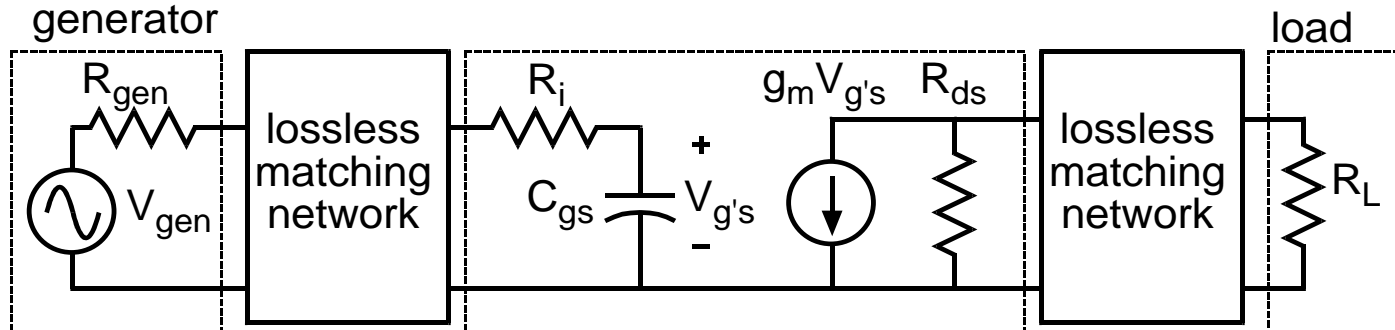 generator
load
R_gen
R_i
g_mV_g's
R_ds
lossless
matching
network
lossless
matching
network
V_gen
C_gs
+
V_g's
−
R_L